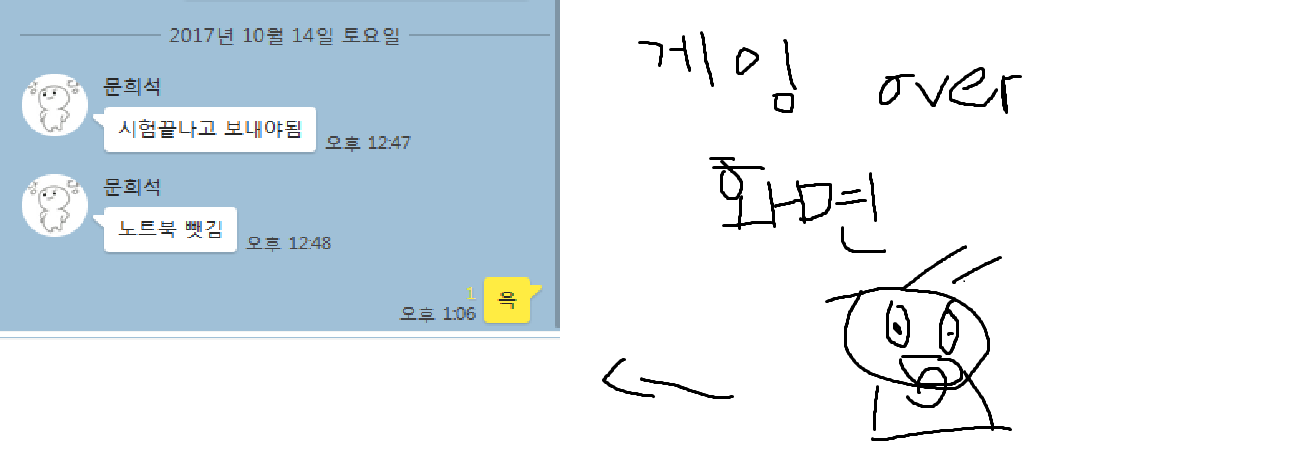 2017년 10월 14일 토요일
문희석
시험끝나고 보내야됨
오후 12:47
문희석
노트북 뺏김
오후 12:48
1
오후 1:06
욕
게임 over
화면